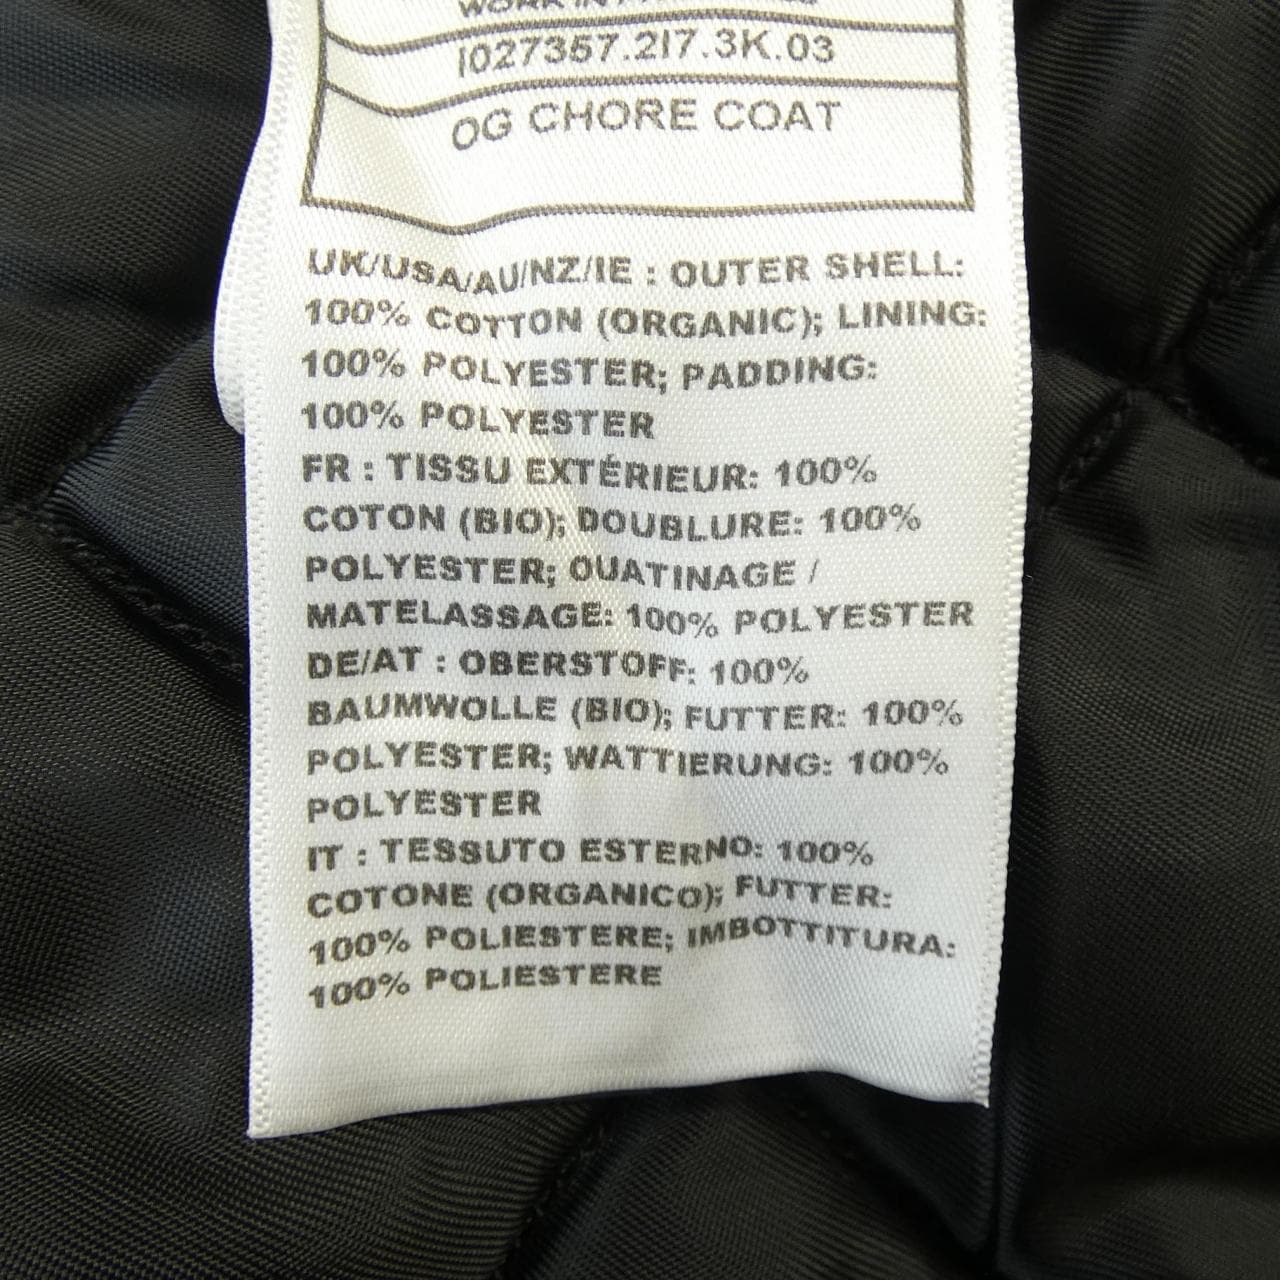 WORK IN PROGRESS
I027357.2I7.3K.03
OG CHORE COAT
UK/USA/AU/NZ/IE : OUTER SHELL:
100% COTTON (ORGANIC); LINING:
100% POLYESTER; PADDING:
100% POLYESTER
FR : TISSU EXTÉRIEUR: 100%
COTON (BIO); DOUBLURE: 100%
POLYESTER; OUATINAGE /
MATELASSAGE: 100% POLYESTER
DE/AT : OBERSTOFF: 100%
BAUMWOLLE (BIO); FUTTER: 100%
POLYESTER; WATTIERUNG: 100%
POLYESTER
IT : TESSUTO ESTERNO: 100%
COTONE (ORGANICO); FUTTER:
100% POLIESTERE; IMBOTTITURA:
100% POLIESTERE